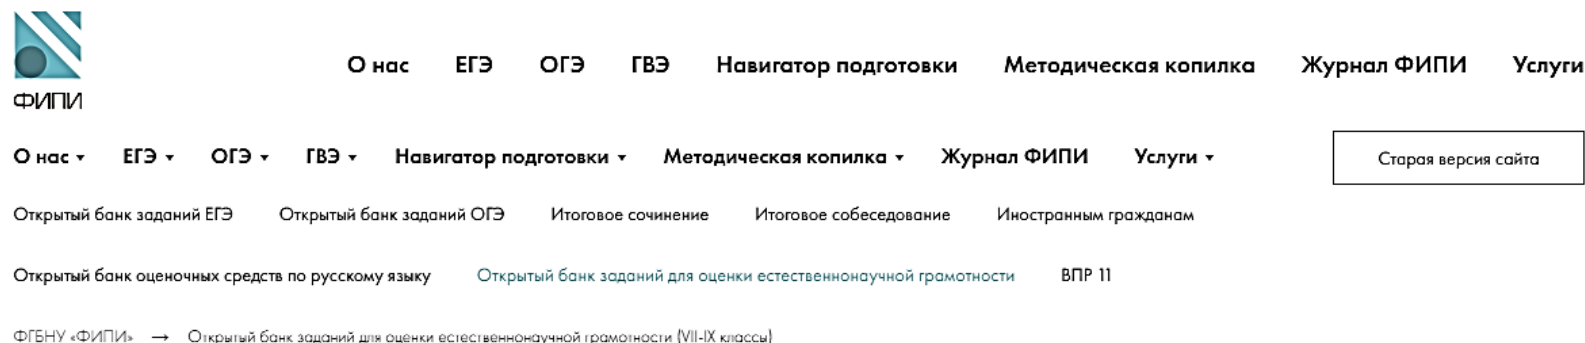 О нас ЕГЭ ОГЭ ГВЭ Навигатор подготовки Методическая копилка Журнал ФИПИ Услуги
ФИПИ
О нас ЕГЭ ОГЭ ГВЭ Навигатор подготовки Методическая копилка Журнал ФИПИ Услуги Старая версия сайта
Открытый банк заданий ЕГЭ Открытый банк заданий ОГЭ Итоговое сочинение Итоговое собеседование Иностранным гражданам
Открытый банк оценочных средств по русскому языку Открытый банк заданий для оценки естественнонаучной грамотности ВПР 11
ФГБНУ «ФИПИ» → Открытый банк заданий для оценки естественнонаучной грамотности (VII-IX классы)